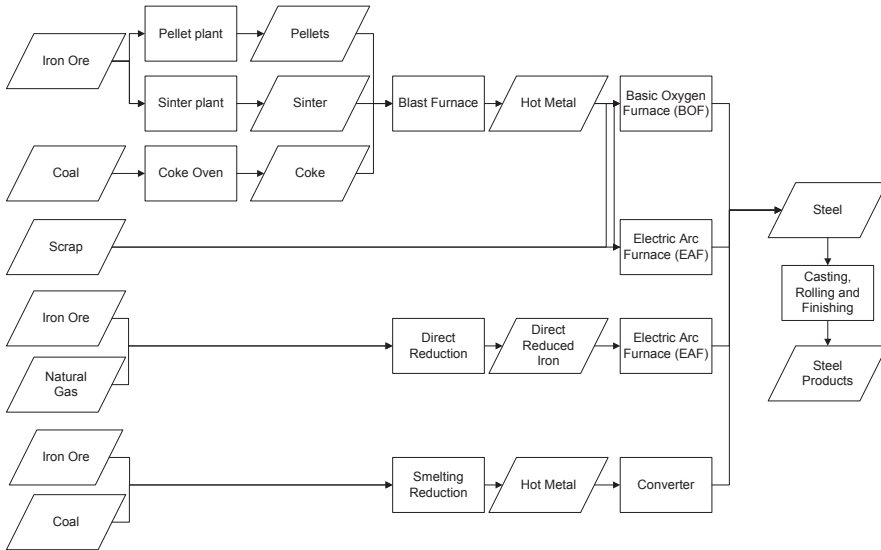 Iron Ore
Pellet plant
Pellets
Sinter plant
Sinter
Blast Furnace
Hot Metal
Basic Oxygen
Furnace (BOF)
Coal
Coke Oven
Coke
Steel
Scrap
Electric Arc
Furnace (EAF)
Casting,
Rolling and
Finishing
Iron Ore
Direct
Reduction
Direct
Reduced
Iron
Electric Arc
Furnace (EAF)
Natural
Gas
Steel
Products
Iron Ore
Smelting
Reduction
Hot Metal
Converter
Coal